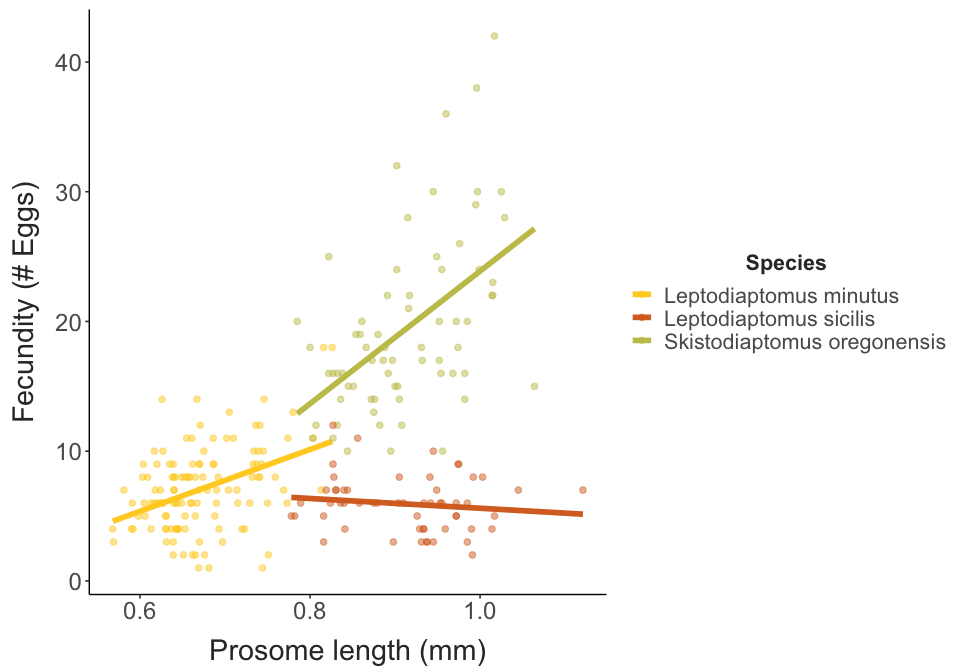 Fecundity (# Eggs)
40
30
20
10
0
0.6 0.8 1.0
Prosome length (mm)
Species
Leptodiaptomus minutus
Leptodiaptomus sicilis
Skistodiaptomus oregonensis